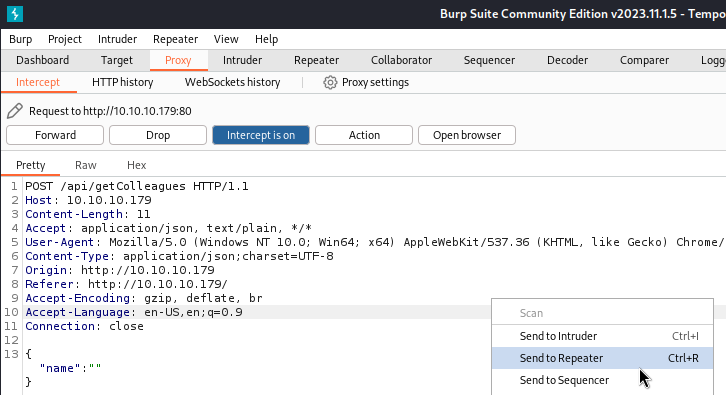 Burp Suite Community Edition v2023.11.1.5 - Tempo
Burp Project Intruder Repeater View Help
Dashboard Target Proxy Intruder Repeater Collaborator Sequencer Decoder Comparer Logg
Intercept HTTP history WebSockets history Proxy settings
Request to http://10.10.10.179:80
Forward Drop Intercept is on Action Open browser
Pretty Raw Hex
1 POST /api/getColleagues HTTP/1.1
2 Host: 10.10.10.179
3 Content-Length: 11
4 Accept: application/json, text/plain, */*
5 User-Agent: Mozilla/5.0 (Windows NT 10.0; Win64; x64) AppleWebKit/537.36 (KHTML, like Gecko) Chrome/
6 Content-Type: application/json;charset=UTF-8
7 Origin: http://10.10.10.179
8 Referer: http://10.10.10.179/
9 Accept-Encoding: gzip, deflate, br
10 Accept-Language: en-US,en;q=0.9
11 Connection: close
12
13 {
"name":""
}
Scan
Send to Intruder Ctrl+I
Send to Repeater Ctrl+R
Send to Sequencer